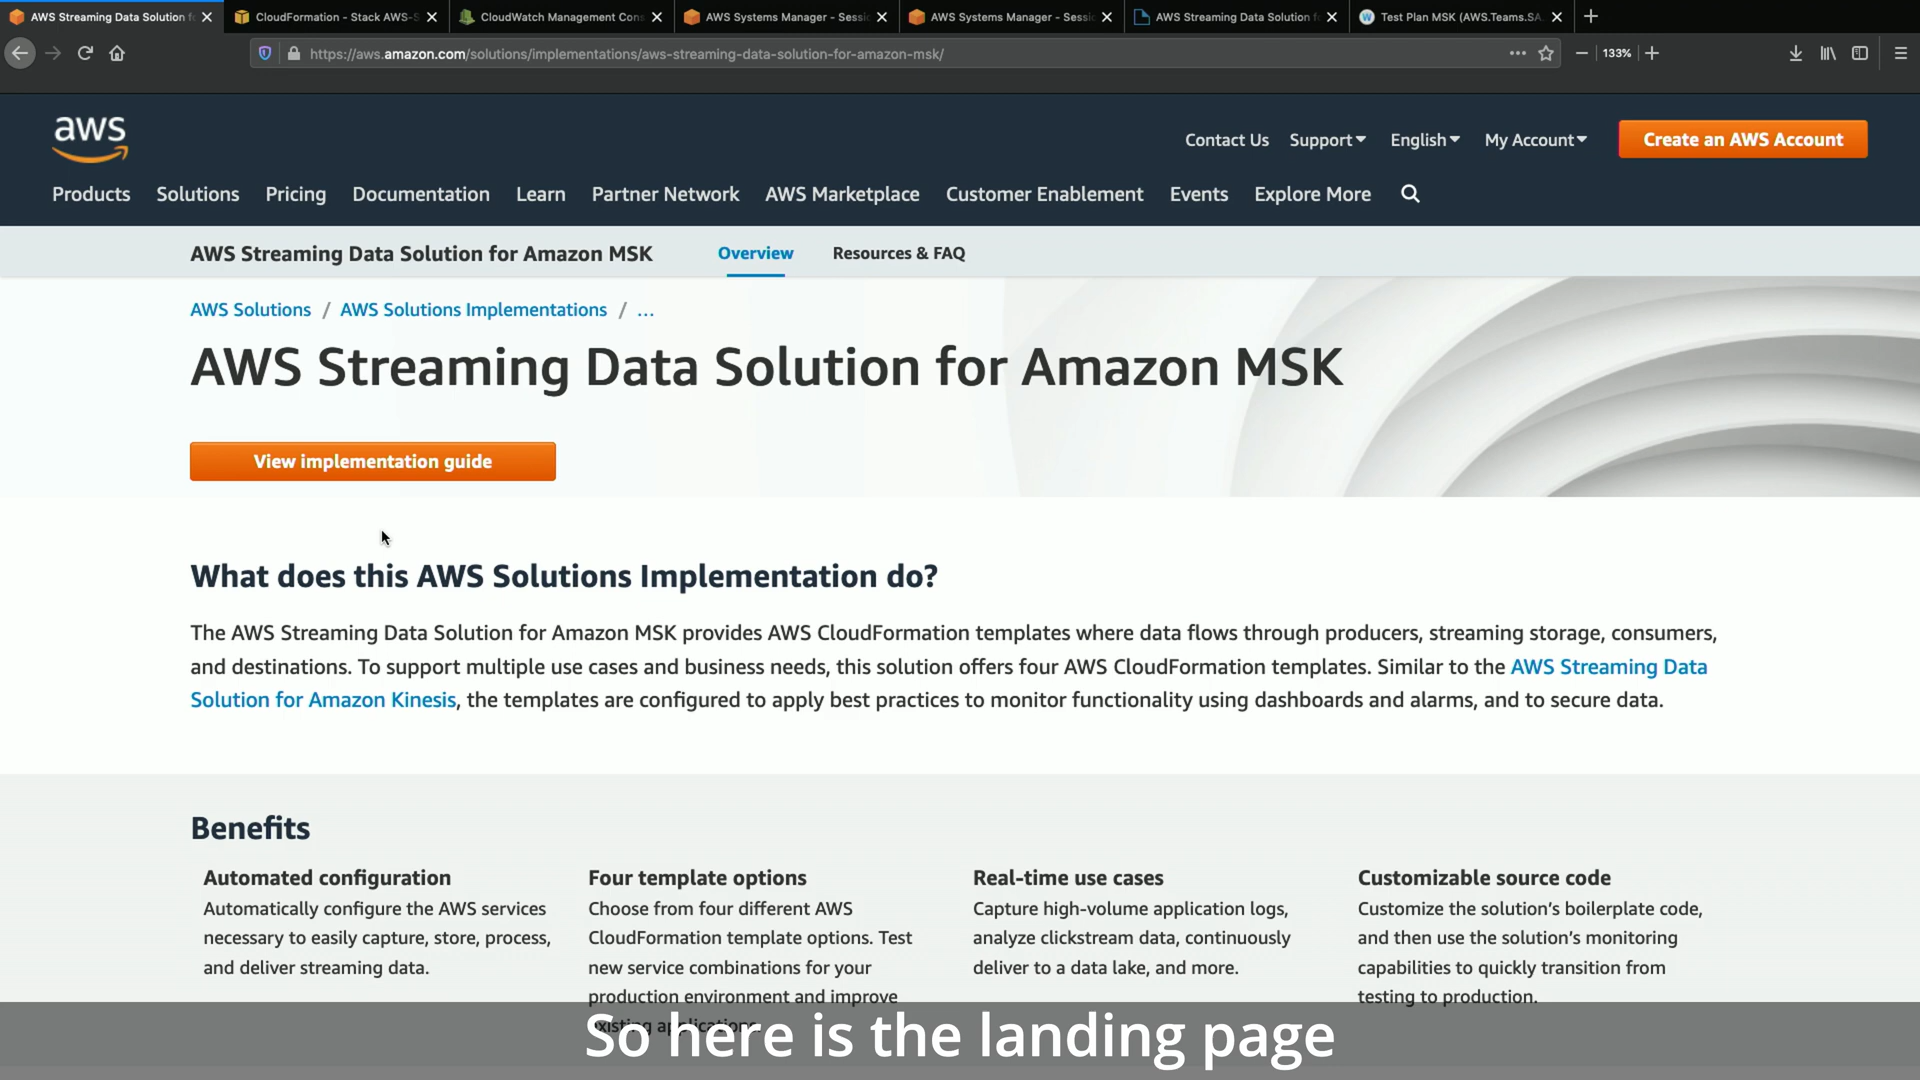 AWS Streaming Data Solution f
CloudFormation - Stack AWS-S
CloudWatch Management Con
AWS Systems Manager - Sessi
AWS Systems Manager - Sessi
AWS Streaming Data Solution f
Test Plan MSK (AWS.Teams.SA
https://aws.amazon.com/solutions/implementations/aws-streaming-data-solution-for-amazon-msk/
133%
aws
Contact Us Support English My Account Create an AWS Account
Products Solutions Pricing Documentation Learn Partner Network AWS Marketplace Customer Enablement Events Explore More
AWS Streaming Data Solution for Amazon MSK Overview Resources & FAQ
AWS Solutions / AWS Solutions Implementations / ...
AWS Streaming Data Solution for Amazon MSK
View implementation guide
What does this AWS Solutions Implementation do?
The AWS Streaming Data Solution for Amazon MSK provides AWS CloudFormation templates where data flows through producers, streaming storage, consumers,
and destinations. To support multiple use cases and business needs, this solution offers four AWS CloudFormation templates. Similar to the AWS Streaming Data
Solution for Amazon Kinesis, the templates are configured to apply best practices to monitor functionality using dashboards and alarms, and to secure data.
Benefits
Automated configuration
Automatically configure the AWS services
necessary to easily capture, store, process,
and deliver streaming data.
Four template options
Choose from four different AWS
CloudFormation template options. Test
new service combinations for your
production environment and improve
existing applications.
Real-time use cases
Capture high-volume application logs,
analyze clickstream data, continuously
deliver to a data lake, and more.
Customizable source code
Customize the solution's boilerplate code,
and then use the solution's monitoring
capabilities to quickly transition from
testing to production.
So here is the landing page